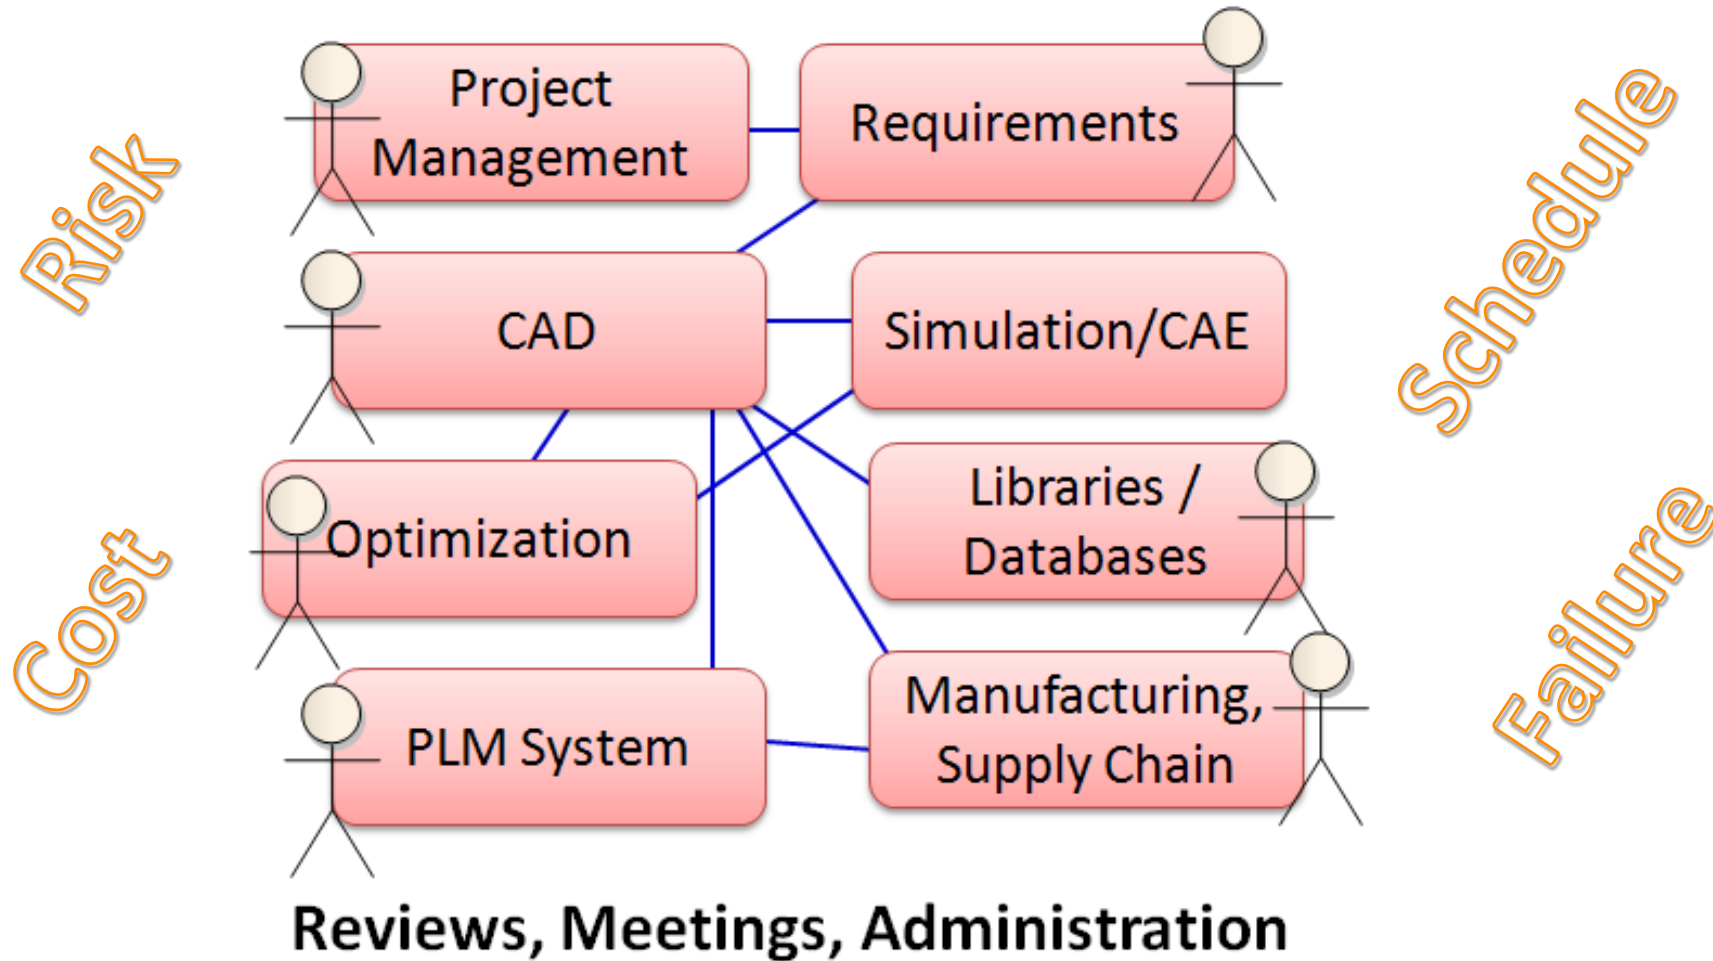 Project
Management
Requirements
Risk
Schedule
CAD
Simulation/CAE
Optimization
Libraries /
Databases
Cost
Failure
PLM System
Manufacturing,
Supply Chain
Reviews, Meetings, Administration